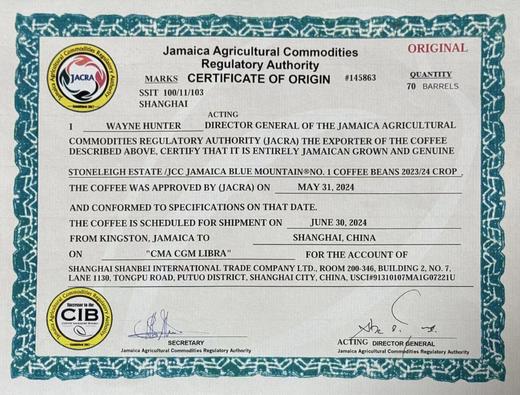 ORIGINAL
Jamaica Agricultural Commodities
Regulatory Authority
JACRA
MARKS CERTIFICATE OF ORIGIN #145863
QUANTITY
SSIT 100/11/103
70 BARRELS
SHANGHAI
ACTING
I WAYNE HUNTER DIRECTOR GENERAL OF THE JAMAICA AGRICULTURAL
COMMODITIES REGULATORY AUTHORITY (JACRA) THE EXPORTER OF THE COFFEE
DESCRIBED ABOVE, CERTIFY THAT IT IS ENTIRELY JAMAICAN GROWN AND GENUINE
STONELEIGH ESTATE /JCC JAMAICA BLUE MOUNTAIN®NO. 1 COFFEE BEANS 2023/24 CROP .
THE COFFEE WAS APPROVED BY (JACRA) ON MAY 31, 2024
AND CONFORMED TO SPECIFICATIONS ON THAT DATE.
THE COFFEE IS SCHEDULED FOR SHIPMENT ON JUNE 30, 2024
FROM KINGSTON, JAMAICA TO SHANGHAI, CHINA
ON "CMA CGM LIBRA" FOR THE ACCOUNT OF
SHANGHAI SHANBEI INTERNATIONAL TRADE COMPANY LTD., ROOM 200-346, BUILDING 2, NO. 7,
LANE 1130, TONGPU ROAD, PUTUO DISTRICT, SHANGHAI CITY, CHINA, USCI#91310107MA1G07221U
Successor to the
CIB
SECRETARY
Jamaica Agricultural Commodities Regulatory Authority
ACTING DIRECTOR GENERAL
Jamaica Agricultural Commodities Regulatory Authority